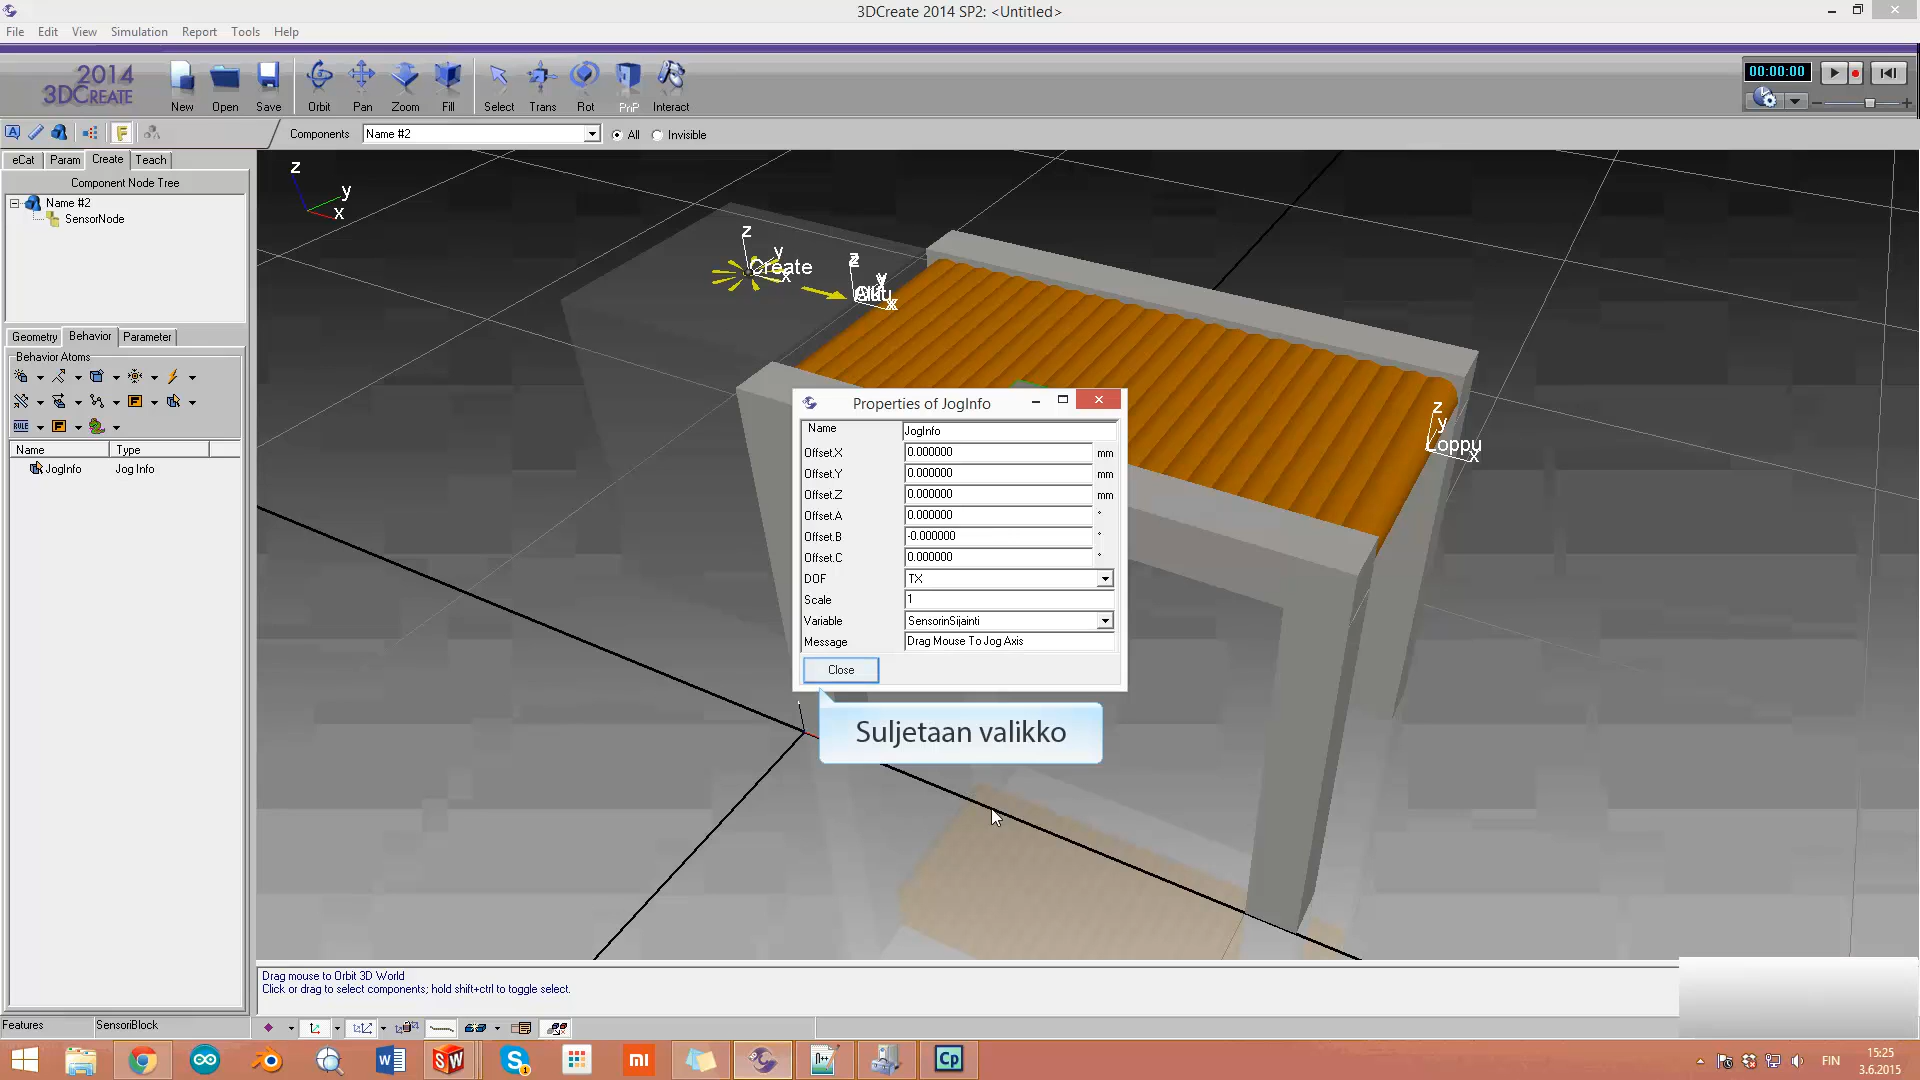 3DCreate 2014 SP2: <Untitled>
File Edit View Simulation Report Tools Help
2014
3DCREATE
New Open Save Orbit Pan Zoom Fill Select Trans Rot PnP Interact
00:00:00
Components Name #2 All Invisible
eCat Param Create Teach
Component Node Tree
Name #2
SensorNode
Geometry Behavior Parameter
Behavior Atoms
RULE
Name Type
JogInfo Jog Info
z
y
x
z
y
Create
x
z
y
x
z
y
Loppu
x
Properties of JogInfo
Name JogInfo
Offset.X 0.000000 mm
Offset.Y 0.000000 mm
Offset.Z 0.000000 mm
Offset.A 0.000000 °
Offset.B -0.000000 °
Offset.C 0.000000 °
DOF TX
Scale 1
Variable SensorinSijainti
Message Drag Mouse To Jog Axis
Close
Suljetaan valikko
Drag mouse to Orbit 3D World
Click or drag to select components; hold shift+ctrl to toggle select.
Features SensoriBlock
FIN
15:25
3.6.2015